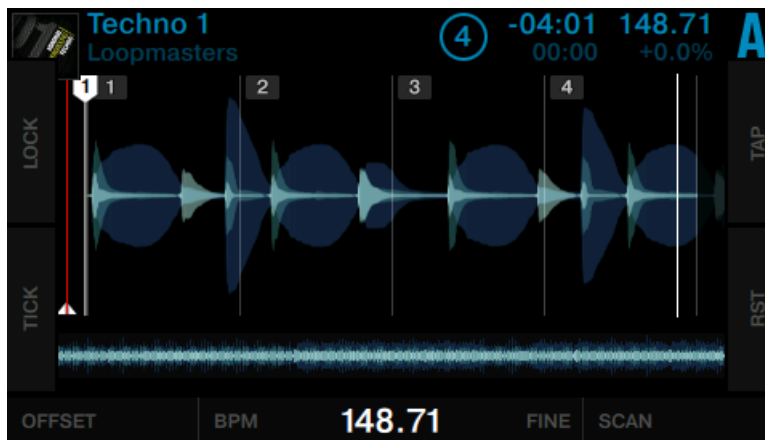 Techno 1 4 -04:01 148.71 A
Loopmasters 00:00 +0.0%
1 1 2 3 4
LOCK TAP
TICK RST
OFFSET BPM 148.71 FINE SCAN